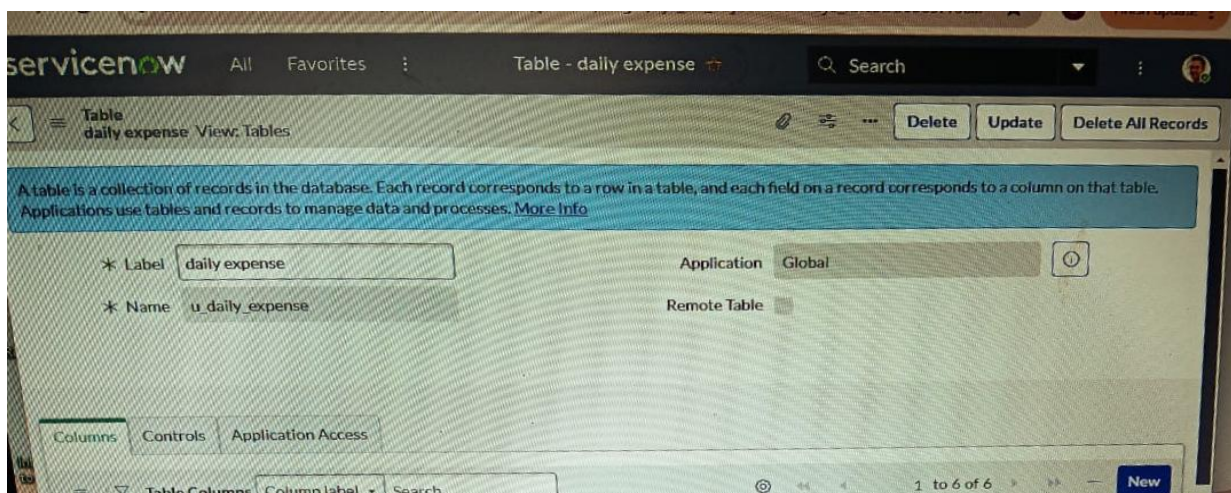 servicenow All Favorites Table - daily expense Search
Table
daily expense View: Tables
Delete Update Delete All Records
A table is a collection of records in the database. Each record corresponds to a row in a table, and each field on a record corresponds to a column on that table.
Applications use tables and records to manage data and processes. More Info
Label daily expense Application Global
Name u_daily_expense Remote Table
Columns Controls Application Access
Table Columns Column label Search 1 to 6 of 6 New